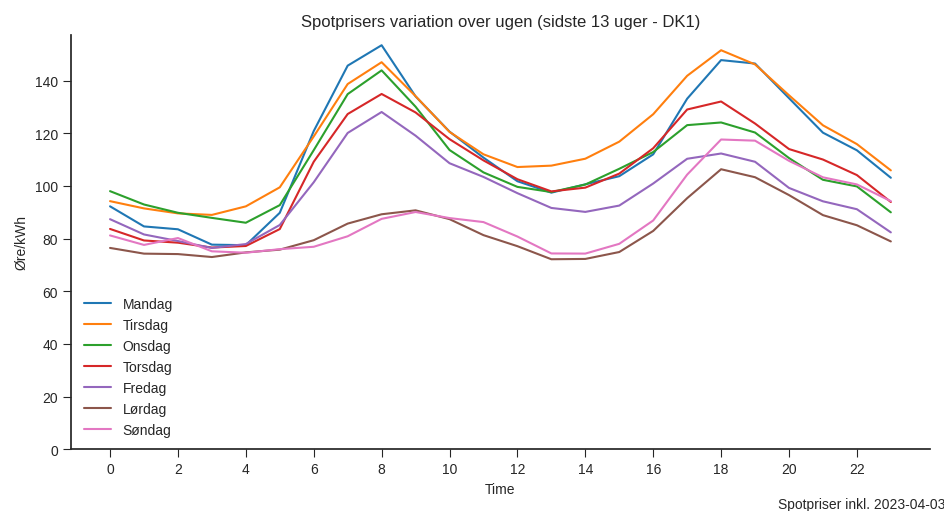 Spotprisers variation over ugen (sidste 13 uger - DK1)
Øre/kWh
140
120
100
80
60
40
20
0
Mandag
Tirsdag
Onsdag
Torsdag
Fredag
Lørdag
Søndag
0 2 4 6 8 10 12 14 16 18 20 22
Time
Spotpriser inkl. 2023-04-03